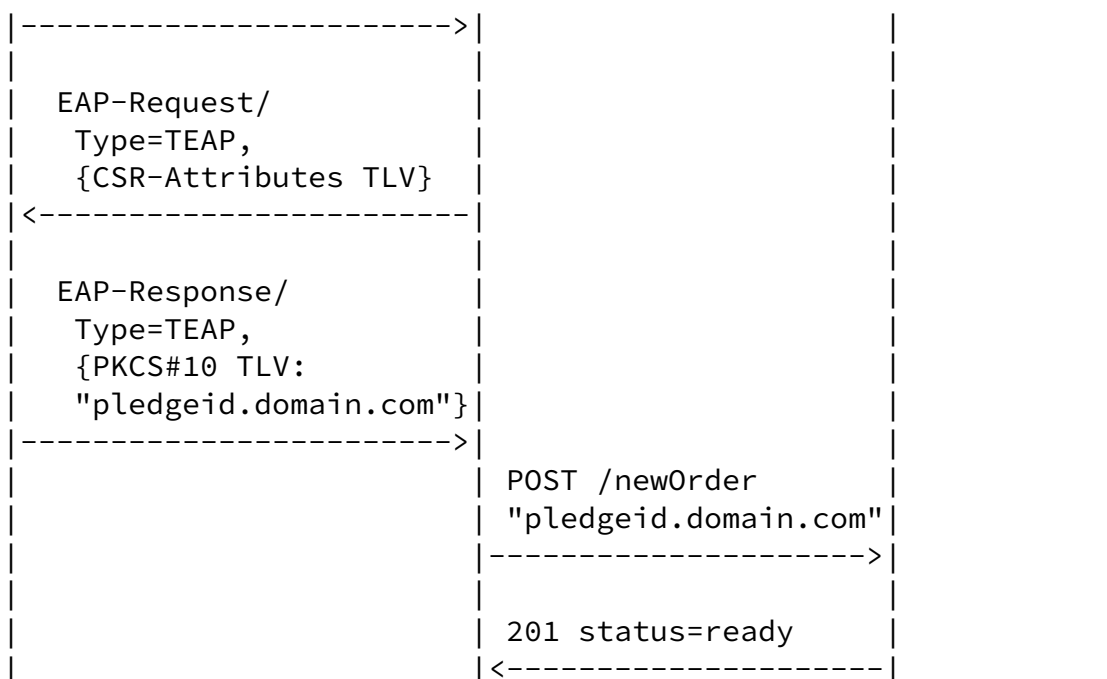 EAP-Request/
Type=TEAP,
{CSR-Attributes TLV}
EAP-Response/
Type=TEAP,
{PKCS#10 TLV:
"pledgeid.domain.com"}
POST /newOrder
"pledgeid.domain.com"
201 status=ready